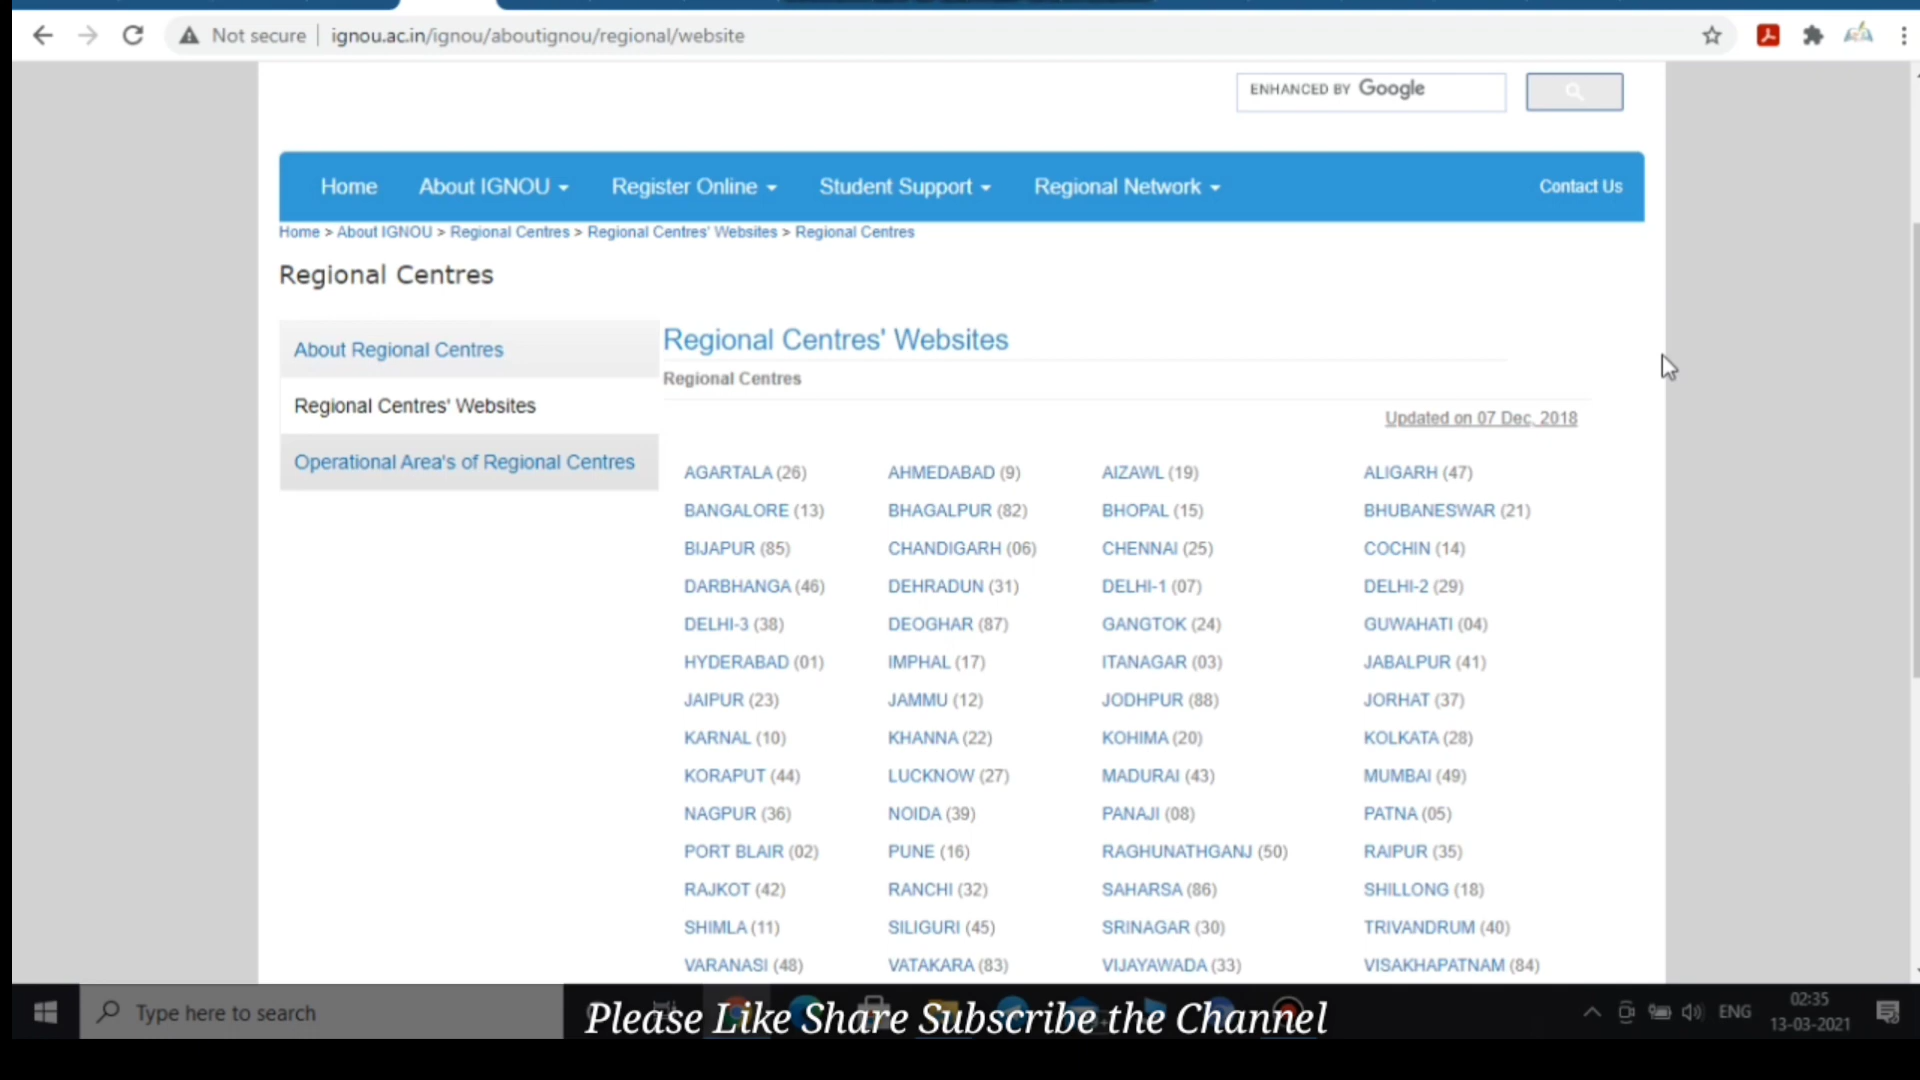 Not secure ignou.ac.in/ignou/aboutignou/regional/website
ENHANCED BY Google
Home About IGNOU Register Online Student Support Regional Network Contact Us
Home > About IGNOU > Regional Centres > Regional Centres' Websites > Regional Centres
Regional Centres
About Regional Centres
Regional Centres' Websites
Operational Area's of Regional Centres
Regional Centres' Websites
Regional Centres
Updated on 07 Dec, 2018
AGARTALA (26) AHMEDABAD (9) AIZAWL (19) ALIGARH (47)
BANGALORE (13) BHAGALPUR (82) BHOPAL (15) BHUBANESWAR (21)
BIJAPUR (85) CHANDIGARH (06) CHENNAI (25) COCHIN (14)
DARBHANGA (46) DEHRADUN (31) DELHI-1 (07) DELHI-2 (29)
DELHI-3 (38) DEOGHAR (87) GANGTOK (24) GUWAHATI (04)
HYDERABAD (01) IMPHAL (17) ITANAGAR (03) JABALPUR (41)
JAIPUR (23) JAMMU (12) JODHPUR (88) JORHAT (37)
KARNAL (10) KHANNA (22) KOHIMA (20) KOLKATA (28)
KORAPUT (44) LUCKNOW (27) MADURAI (43) MUMBAI (49)
NAGPUR (36) NOIDA (39) PANAJI (08) PATNA (05)
PORT BLAIR (02) PUNE (16) RAGHUNATHGANJ (50) RAIPUR (35)
RAJKOT (42) RANCHI (32) SAHARSA (86) SHILLONG (18)
SHIMLA (11) SILIGURI (45) SRINAGAR (30) TRIVANDRUM (40)
VARANASI (48) VATAKARA (83) VIJAYAWADA (33) VISAKHAPATNAM (84)
Type here to search
Please Like Share Subscribe the Channel
ENG
02:35
13-03-2021